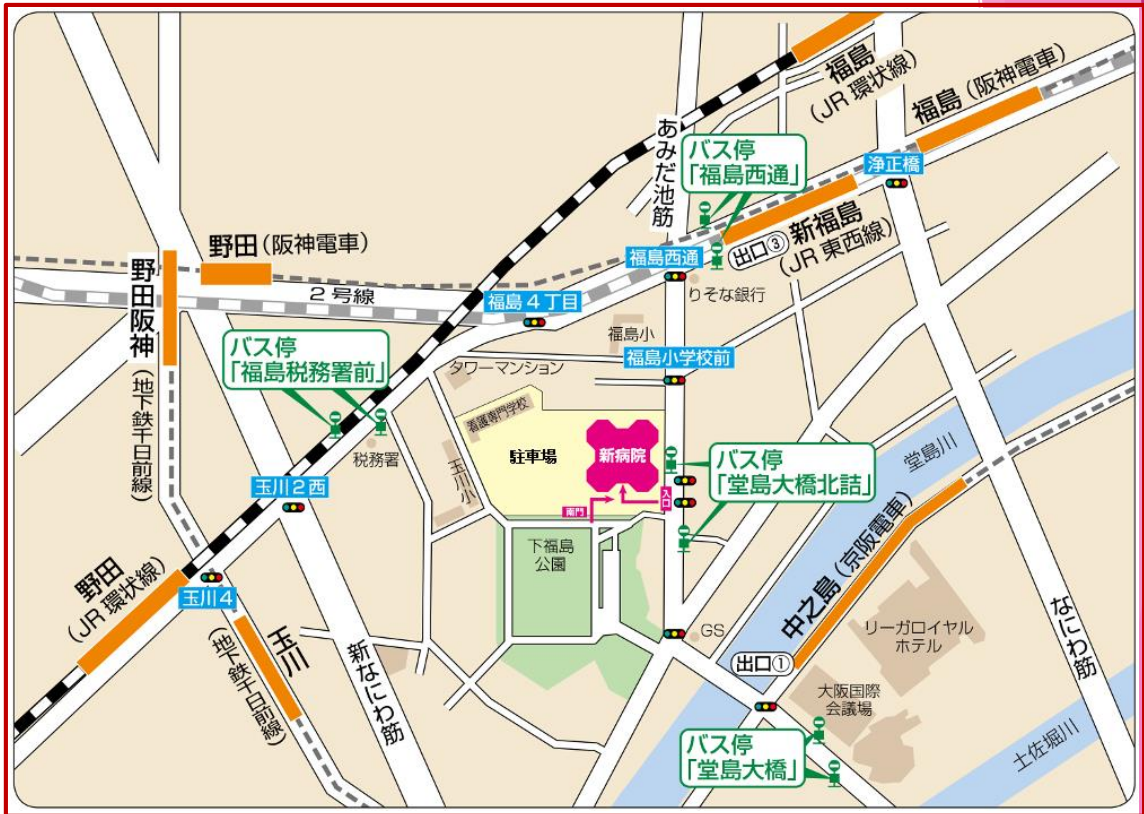 福島
(JR環状線)
福島(阪神電車)
あみだ池筋
バス停
「福島西通」
浄正橋
新福島
(JR東西線)
出口③
野田(阪神電車)
福島西通
りそな銀行
野田阪神
(地下鉄千日前線)
2号線
福島4丁目
バス停
「福島税務署前」
福島小
福島小学校前
タワーマンション
看護専門学校
税務署
玉川小
駐車場
新病院
バス停
「堂島大橋北詰」
堂島川
玉川2西
入口
南門
下福島
公園
中之島(京阪電車)
なにわ筋
野田
(JR環状線)
玉川4
玉川
(地下鉄千日前線)
新なにわ筋
GS
リーガロイヤル
ホテル
出口①
大阪国際
会議場
バス停
「堂島大橋」
土佐堀川